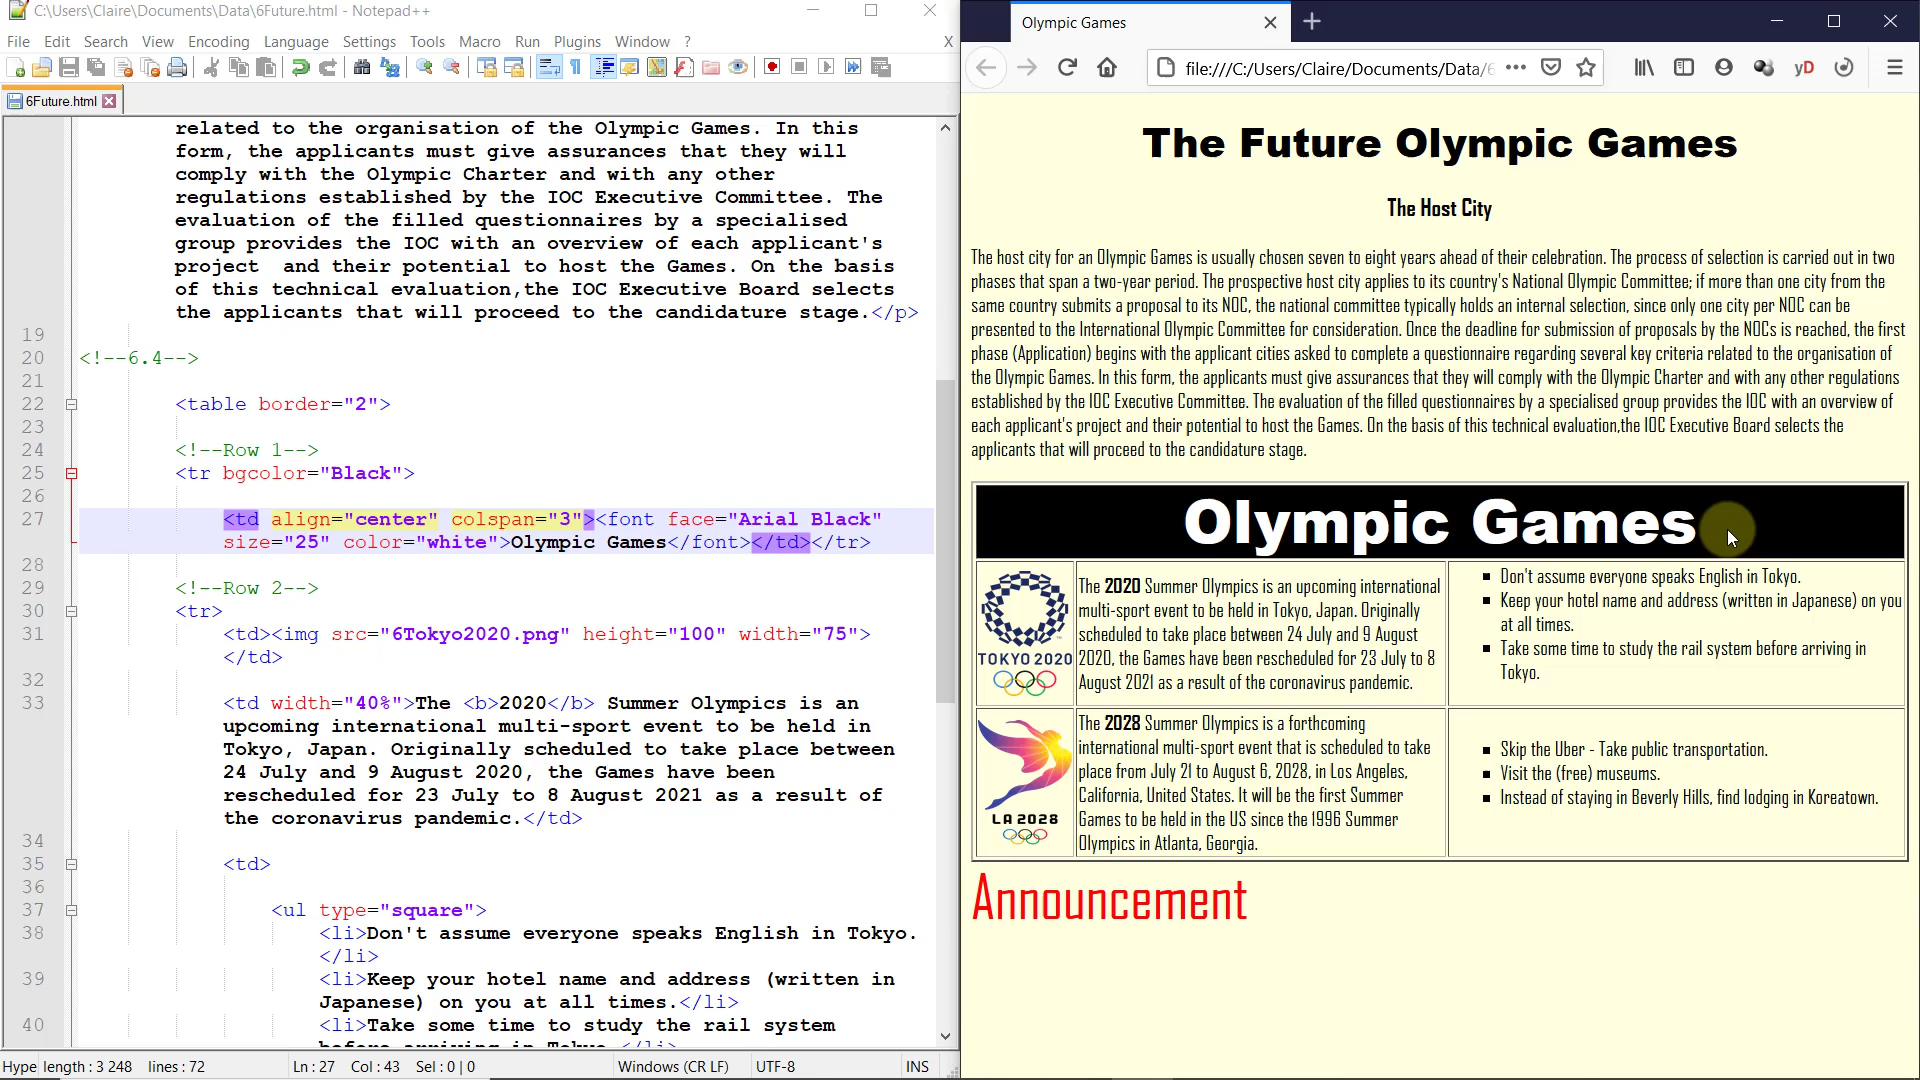 C:\Users\Claire\Documents\Data\6Future.html - Notepad++
File Edit Search View Encoding Language Settings Tools Macro Run Plugins Window ? X
6Future.html
related to the organisation of the Olympic Games. In this
form, the applicants must give assurances that they will
comply with the Olympic Charter and with any other
regulations established by the IOC Executive Committee. The
evaluation of the filled questionnaires by a specialised
group provides the IOC with an overview of each applicant's
project  and their potential to host the Games. On the basis
of this technical evaluation,the IOC Executive Board selects
the applicants that will proceed to the candidature stage.</p>
19
20 <!--6.4-->
21
22 <table border="2">
23
24 <!--Row 1-->
25 <tr bgcolor="Black">
26
27 <td align="center" colspan="3"><font face="Arial Black"
size="25" color="white">Olympic Games</font></td></tr>
28
29 <!--Row 2-->
30 <tr>
31 <td><img src="6Tokyo2020.png" height="100" width="75">
</td>
32
33 <td width="40%">The <b>2020</b> Summer Olympics is an
upcoming international multi-sport event to be held in
Tokyo, Japan. Originally scheduled to take place between
24 July and 9 August 2020, the Games have been
rescheduled for 23 July to 8 August 2021 as a result of
the coronavirus pandemic.</td>
34
35 <td>
36
37 <ul type="square">
38 <li>Don't assume everyone speaks English in Tokyo.
</li>
39 <li>Keep your hotel name and address (written in
Japanese) on you at all times.</li>
40 <li>Take some time to study the rail system
before arriving in Tokyo.</li>
Hype length : 3 248 lines : 72 Ln : 27 Col : 43 Sel : 0 | 0 Windows (CR LF) UTF-8 INS
Olympic Games
file:///C:/Users/Claire/Documents/Data/6
yD
The Future Olympic Games
The Host City
The host city for an Olympic Games is usually chosen seven to eight years ahead of their celebration. The process of selection is carried out in two
phases that span a two-year period. The prospective host city applies to its country's National Olympic Committee; if more than one city from the
same country submits a proposal to its NOC, the national committee typically holds an internal selection, since only one city per NOC can be
presented to the International Olympic Committee for consideration. Once the deadline for submission of proposals by the NOCs is reached, the first
phase (Application) begins with the applicant cities asked to complete a questionnaire regarding several key criteria related to the organisation of
the Olympic Games. In this form, the applicants must give assurances that they will comply with the Olympic Charter and with any other regulations
established by the IOC Executive Committee. The evaluation of the filled questionnaires by a specialised group provides the IOC with an overview of
each applicant's project and their potential to host the Games. On the basis of this technical evaluation,the IOC Executive Board selects the
applicants that will proceed to the candidature stage.
Olympic Games
TOKYO 2020
The 2020 Summer Olympics is an upcoming international
multi-sport event to be held in Tokyo, Japan. Originally
scheduled to take place between 24 July and 9 August
2020, the Games have been rescheduled for 23 July to 8
August 2021 as a result of the coronavirus pandemic.
Don't assume everyone speaks English in Tokyo.
Keep your hotel name and address (written in Japanese) on you
at all times.
Take some time to study the rail system before arriving in
Tokyo.
LA 2028
The 2028 Summer Olympics is a forthcoming
international multi-sport event that is scheduled to take
place from July 21 to August 6, 2028, in Los Angeles,
California, United States. It will be the first Summer
Games to be held in the US since the 1996 Summer
Olympics in Atlanta, Georgia.
Skip the Uber - Take public transportation.
Visit the (free) museums.
Instead of staying in Beverly Hills, find lodging in Koreatown.
Announcement